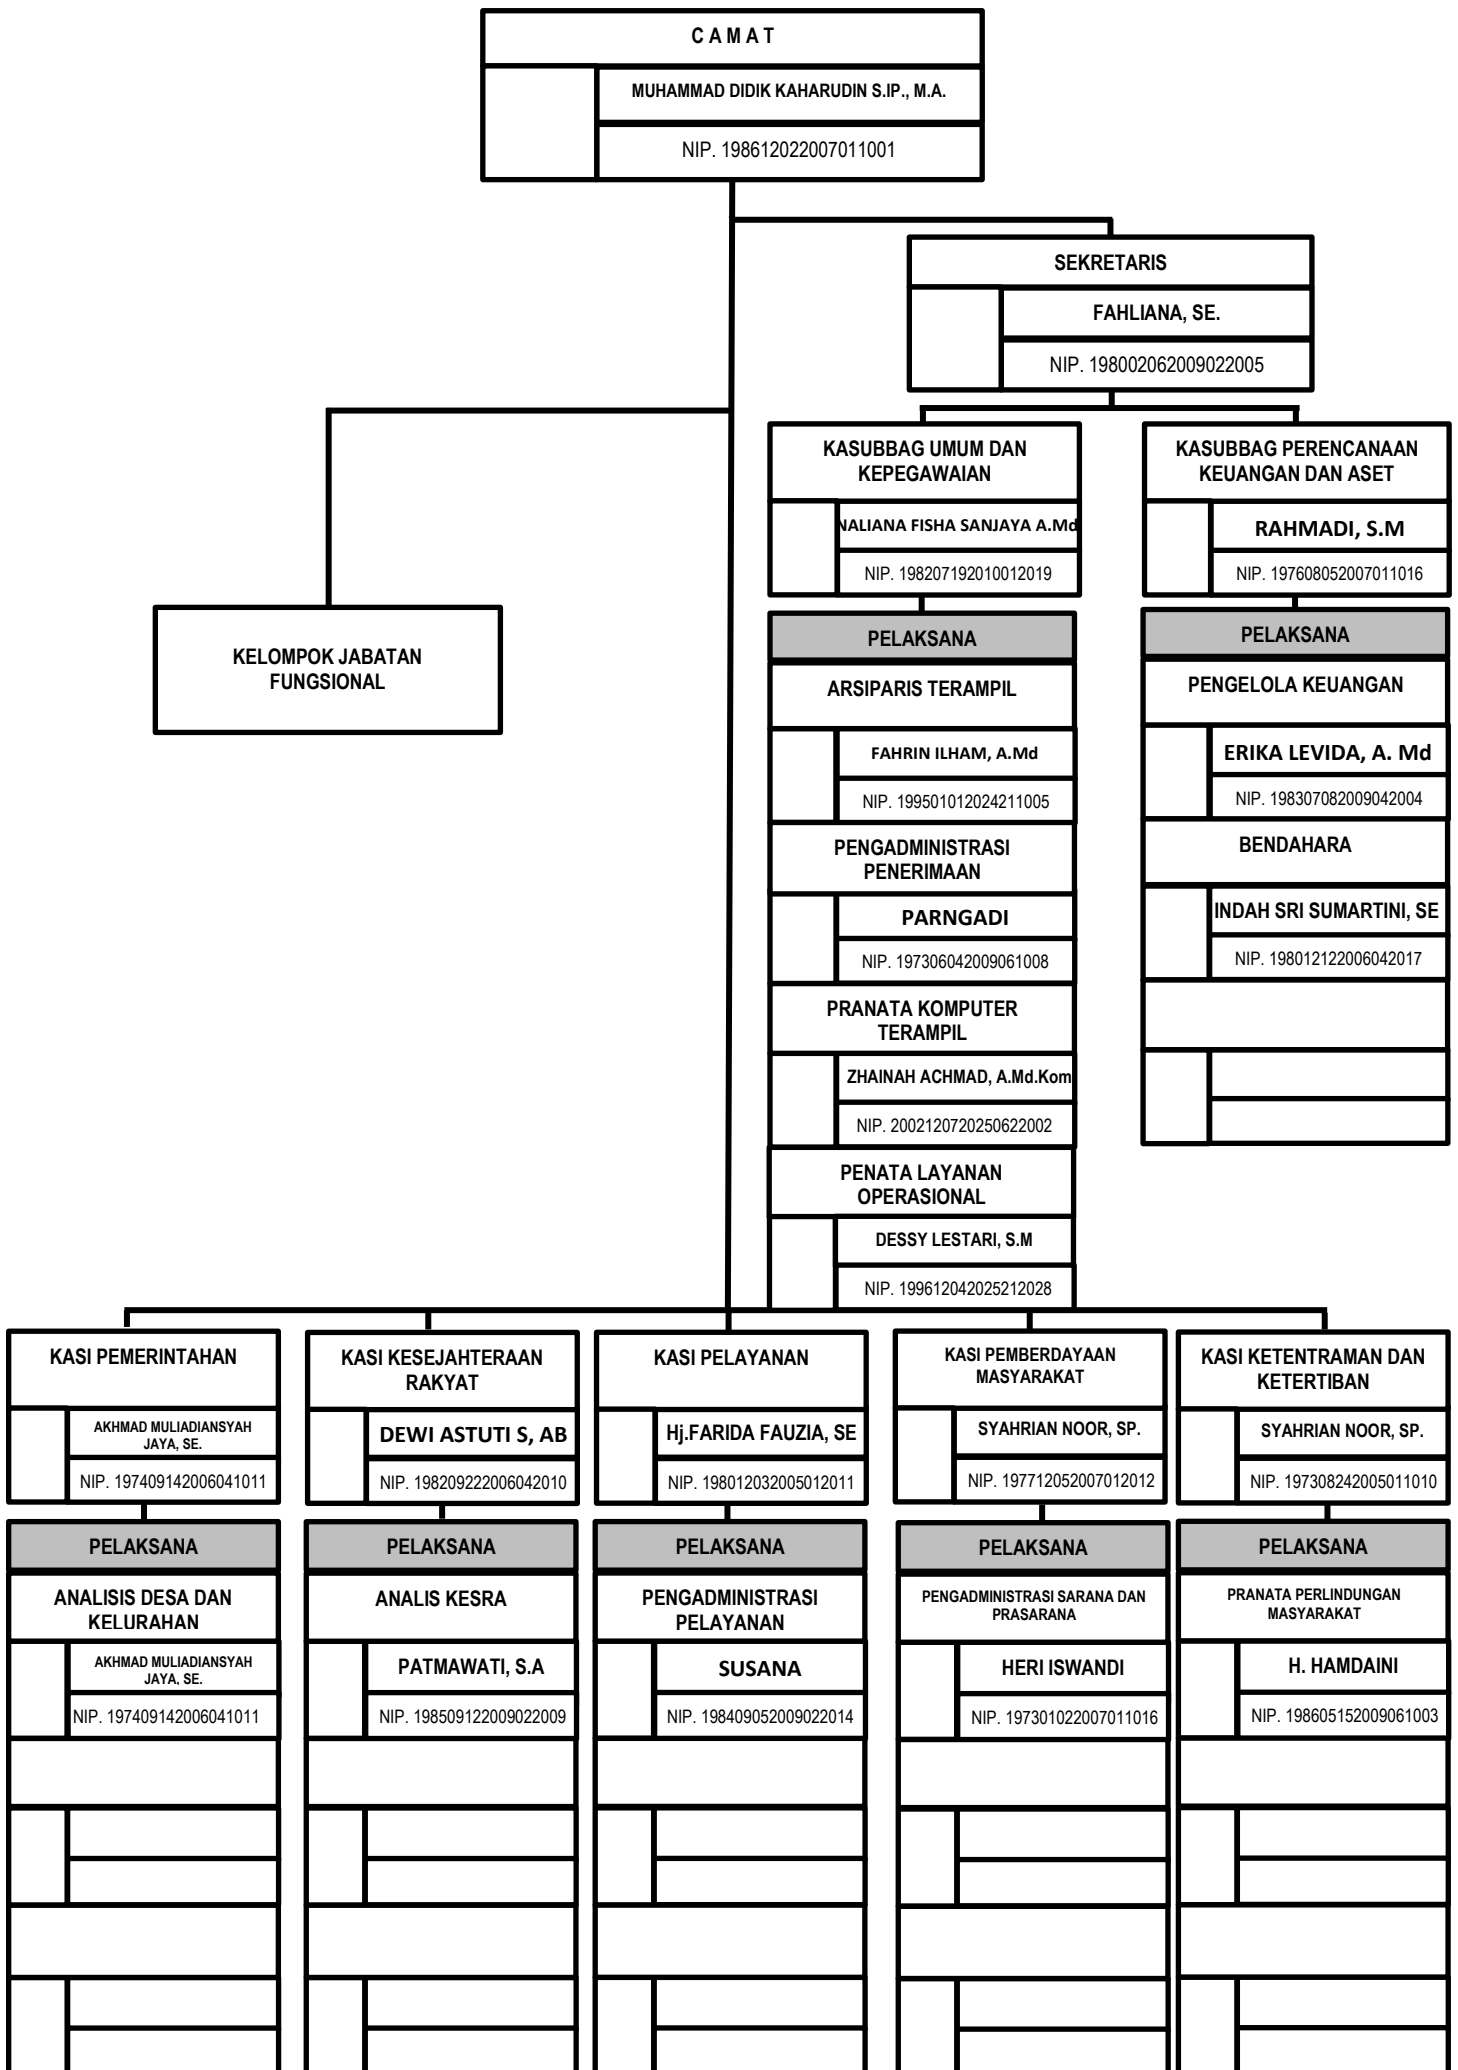 C A M A T
MUHAMMAD DIDIK KAHARUDIN S.IP., M.A.
NIP. 198612022007011001
SEKRETARIS
FAHLIANA, SE.
NIP. 198002062009022005
KELOMPOK JABATAN
FUNGSIONAL
KASUBBAG UMUM DAN
KEPEGAWAIAN
NALIANA FISHA SANJAYA A.Md
NIP. 198207192010012019
PELAKSANA
ARSIPARIS TERAMPIL
FAHRIN ILHAM, A.Md
NIP. 199501012024211005
PENGADMINISTRASI
PENERIMAAN
PARNGADI
NIP. 197306042009061008
PRANATA KOMPUTER
TERAMPIL
ZHAINAH ACHMAD, A.Md.Kom
NIP. 2002120720250622002
PENATA LAYANAN
OPERASIONAL
DESSY LESTARI, S.M
NIP. 199612042025212028
KASUBBAG PERENCANAAN
KEUANGAN DAN ASET
RAHMADI, S.M
NIP. 197608052007011016
PELAKSANA
PENGELOLA KEUANGAN
ERIKA LEVIDA, A. Md
NIP. 198307082009042004
BENDAHARA
INDAH SRI SUMARTINI, SE
NIP. 198012122006042017
KASI PEMERINTAHAN
AKHMAD MULIADIANSYAH
JAYA, SE.
NIP. 197409142006041011
PELAKSANA
ANALISIS DESA DAN
KELURAHAN
AKHMAD MULIADIANSYAH
JAYA, SE.
NIP. 197409142006041011
KASI KESEJAHTERAAN
RAKYAT
DEWI ASTUTI S, AB
NIP. 198209222006042010
PELAKSANA
ANALIS KESRA
PATMAWATI, S.A
NIP. 198509122009022009
KASI PELAYANAN
Hj.FARIDA FAUZIA, SE
NIP. 198012032005012011
PELAKSANA
PENGADMINISTRASI
PELAYANAN
SUSANA
NIP. 198409052009022014
KASI PEMBERDAYAAN
MASYARAKAT
SYAHRIAN NOOR, SP.
NIP. 197712052007012012
PELAKSANA
PENGADMINISTRASI SARANA DAN
PRASARANA
HERI ISWANDI
NIP. 197301022007011016
KASI KETENTRAMAN DAN
KETERTIBAN
SYAHRIAN NOOR, SP.
NIP. 197308242005011010
PELAKSANA
PRANATA PERLINDUNGAN
MASYARAKAT
H. HAMDAINI
NIP. 198605152009061003